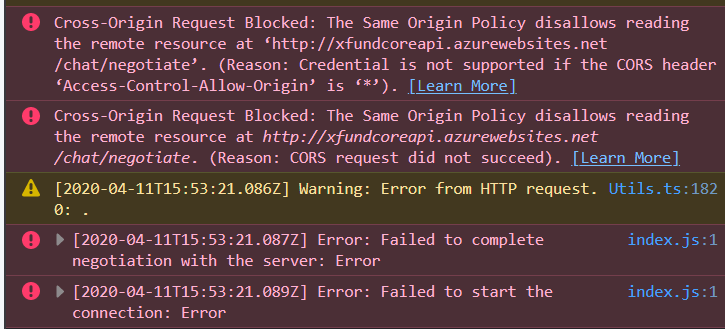 Cross-Origin Request Blocked: The Same Origin Policy disallows reading
the remote resource at ‘http://xfundcoreapi.azurewebsites.net
/chat/negotiate’. (Reason: Credential is not supported if the CORS header
‘Access-Control-Allow-Origin’ is ‘*’). [Learn More]
Cross-Origin Request Blocked: The Same Origin Policy disallows reading
the remote resource at http://xfundcoreapi.azurewebsites.net
/chat/negotiate. (Reason: CORS request did not succeed). [Learn More]
[2020-04-11T15:53:21.086Z] Warning: Error from HTTP request. Utils.ts:182
0: .
[2020-04-11T15:53:21.087Z] Error: Failed to complete index.js:1
negotiation with the server: Error
[2020-04-11T15:53:21.089Z] Error: Failed to start the index.js:1
connection: Error